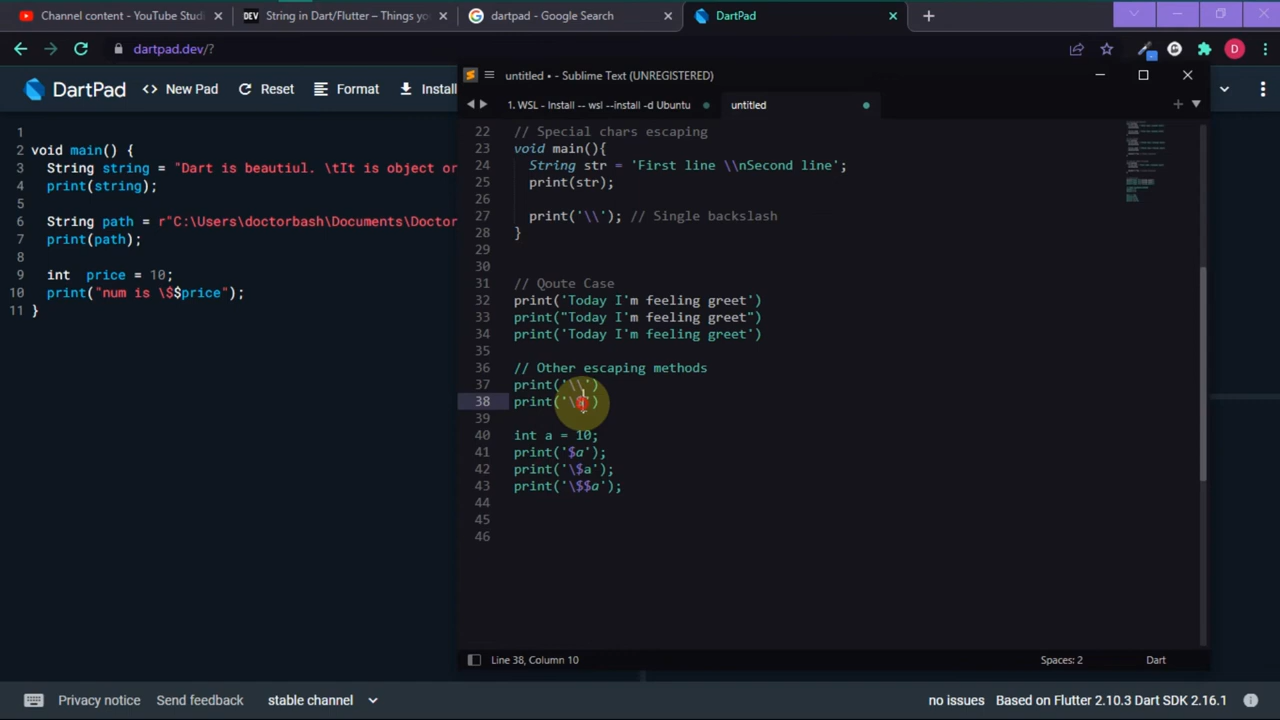 Channel content - YouTube Studi
String in Dart/Flutter – Things yo
dartpad - Google Search
DartPad
dartpad.dev/?
D
DartPad
New Pad
Reset
Format
Install
untitled • - Sublime Text (UNREGISTERED)
1. WSL - Install -- wsl --install -d Ubuntu
untitled
1
2 void main() {
3 String string = "Dart is beautiul. \tIt is object or
4 print(string);
5
6 String path = r"C:\Users\doctorbash\Documents\Doctor
7 print(path);
8
9 int price = 10;
10 print("num is \$$price");
11 }
22 // Special chars escaping
23 void main(){
24 String str = 'First line \\nSecond line';
25 print(str);
26
27 print('\\'); // Single backslash
28 }
29
30
31 // Qoute Case
32 print('Today I'm feeling greet')
33 print("Today I'm feeling greet")
34 print('Today I'm feeling greet')
35
36 // Other escaping methods
37 print('\\')
38 print('\$')
39
40 int a = 10;
41 print('$a');
42 print('\$a');
43 print('\$$a');
44
45
46
Line 38, Column 10
Spaces: 2
Dart
Privacy notice
Send feedback
stable channel
no issues
Based on Flutter 2.10.3 Dart SDK 2.16.1